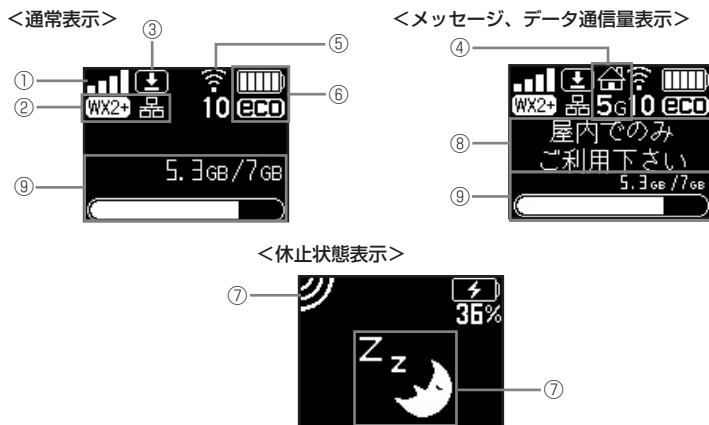 ＜通常表示＞
③
⑤
①
②
WX2+
10
eco
⑥
⑨
5.3GB/7GB
＜メッセージ、データ通信量表示＞
④
WX2+
5G
10
eco
⑧
屋内でのみ
ご利用下さい
⑨
5.3GB/7GB
＜休止状態表示＞
⑦
36%
Zz
⑦